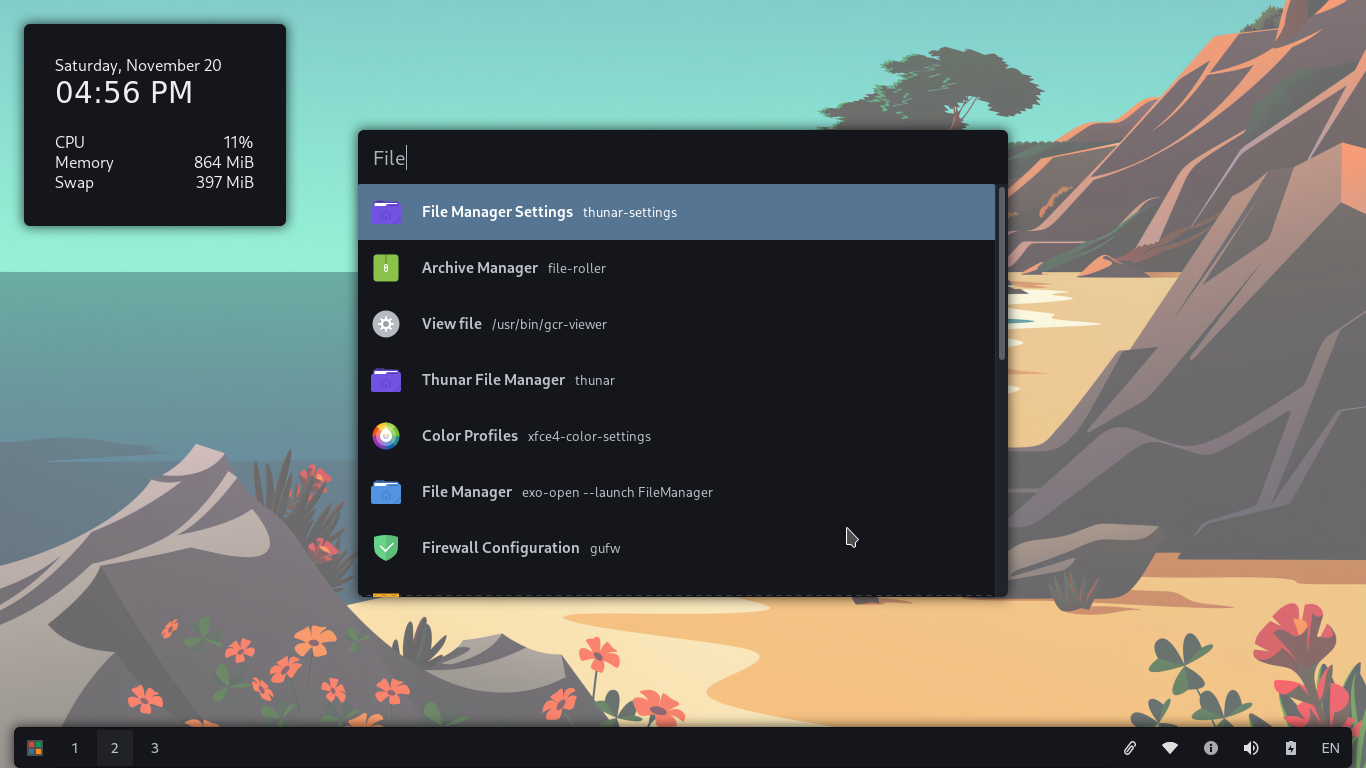 Saturday, November 20
04:56 PM
CPU 11%
Memory 864 MiB
Swap 397 MiB
File
File Manager Settings thunar-settings
Archive Manager file-roller
View file /usr/bin/gcr-viewer
Thunar File Manager thunar
Color Profiles xfce4-color-settings
File Manager exo-open --launch FileManager
Firewall Configuration gufw
1 2 3 EN